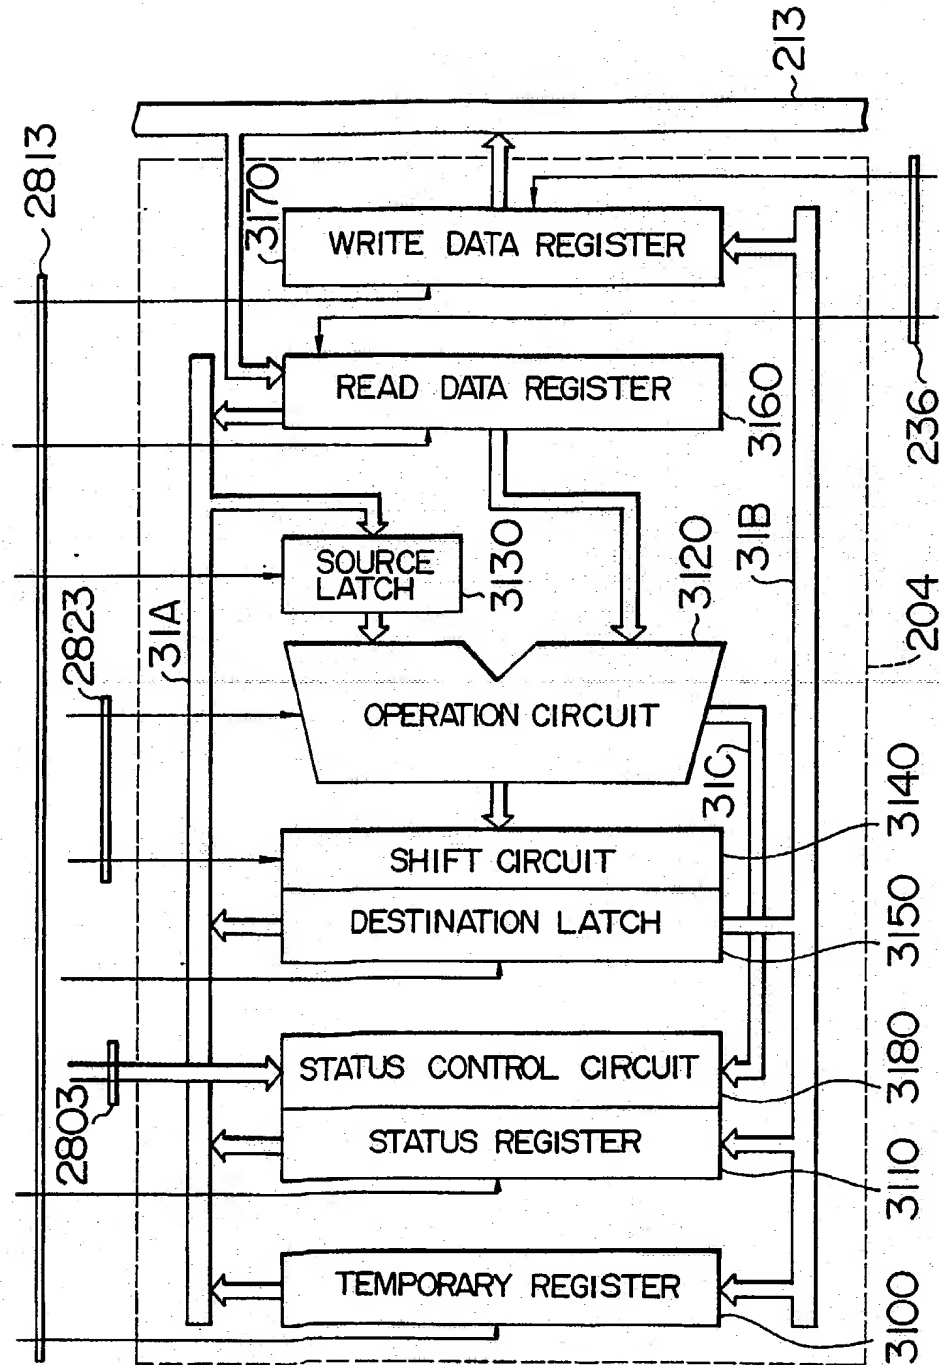 213
2813
3170
WRITE DATA REGISTER
READ DATA REGISTER
3160
236
SOURCE
LATCH
3130
3120
31B
204
31A
2823
OPERATION CIRCUIT
31C
SHIFT CIRCUIT
3140
DESTINATION LATCH
3150
STATUS CONTROL CIRCUIT
3180
2803
STATUS REGISTER
3110
TEMPORARY REGISTER
3100